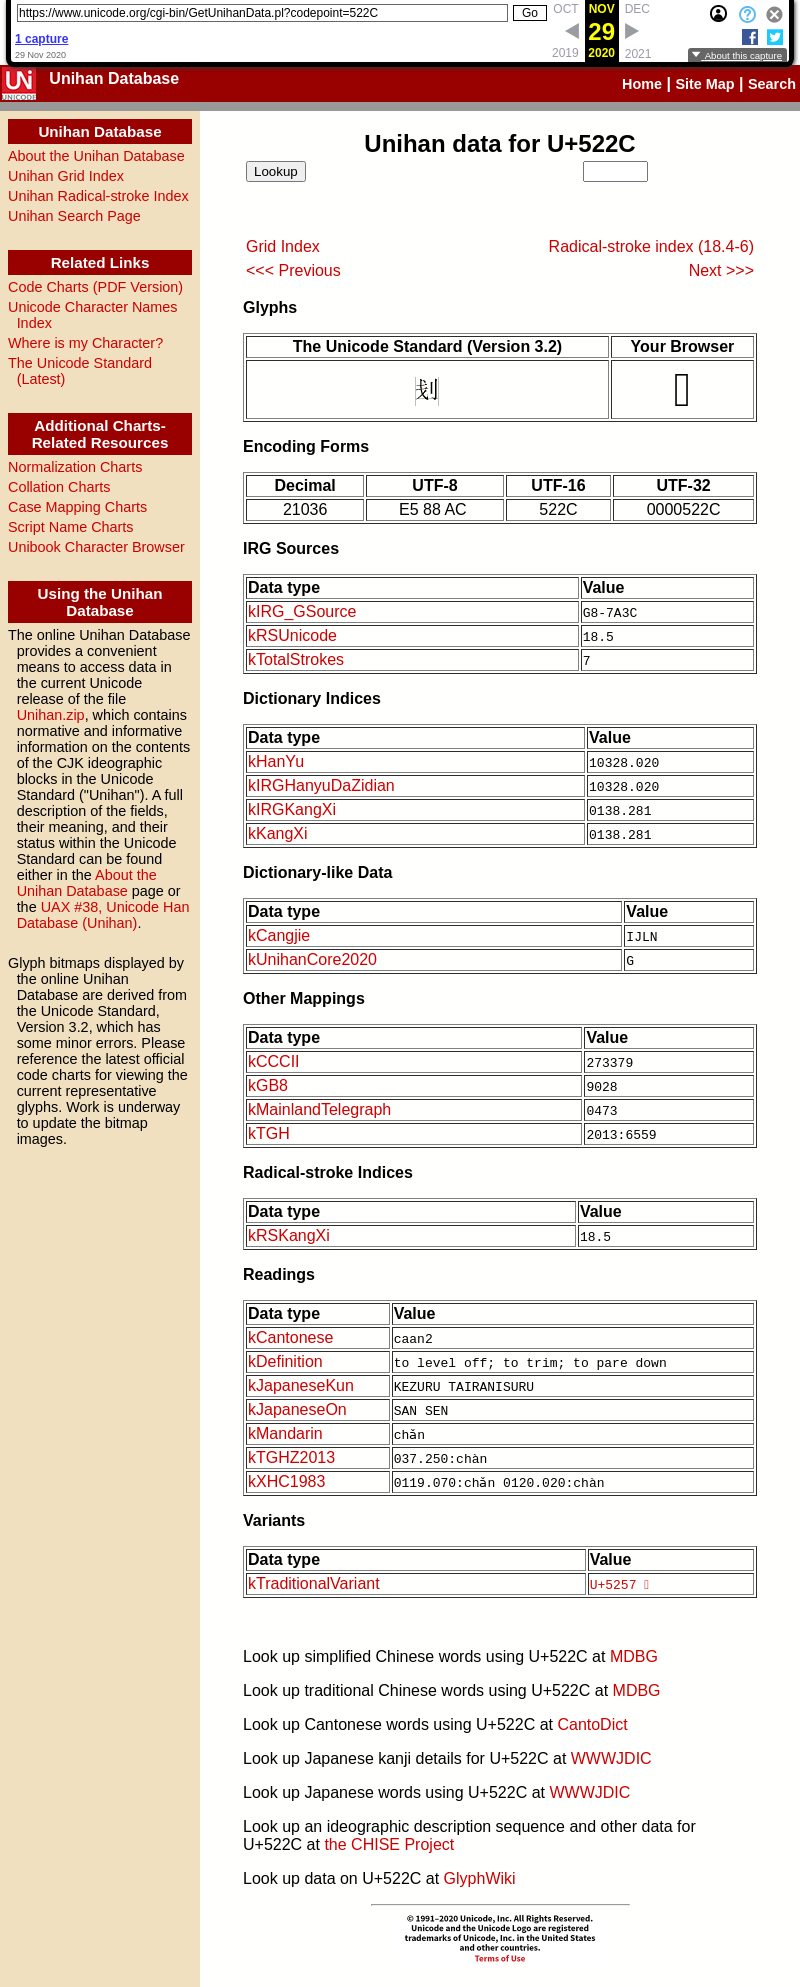 https://www.unicode.org/cgi-bin/GetUnihanData.pl?codepoint=522C Go OCT NOV DEC
1 capture 29
29 Nov 2020 2019 2020 2021 About this capture
UNICODE
Unihan Database
Home | Site Map | Search
Unihan Database
About the Unihan Database
Unihan Grid Index
Unihan Radical-stroke Index
Unihan Search Page
Related Links
Code Charts (PDF Version)
Unicode Character Names
Index
Where is my Character?
The Unicode Standard
(Latest)
Additional Charts-
Related Resources
Normalization Charts
Collation Charts
Case Mapping Charts
Script Name Charts
Unibook Character Browser
Using the Unihan
Database
The online Unihan Database
provides a convenient
means to access data in
the current Unicode
release of the file
Unihan.zip, which contains
normative and informative
information on the contents
of the CJK ideographic
blocks in the Unicode
Standard ("Unihan"). A full
description of the fields,
their meaning, and their
status within the Unicode
Standard can be found
either in the About the
Unihan Database page or
the UAX #38, Unicode Han
Database (Unihan).
Glyph bitmaps displayed by
the online Unihan
Database are derived from
the Unicode Standard,
Version 3.2, which has
some minor errors. Please
reference the latest official
code charts for viewing the
current representative
glyphs. Work is underway
to update the bitmap
images.
Unihan data for U+522C
Lookup
Grid Index Radical-stroke index (18.4-6)
<<< Previous Next >>>
Glyphs
The Unicode Standard (Version 3.2) Your Browser
刬
Encoding Forms
Decimal UTF-8 UTF-16 UTF-32
21036 E5 88 AC 522C 0000522C
IRG Sources
Data type Value
kIRG_GSource G8-7A3C
kRSUnicode 18.5
kTotalStrokes 7
Dictionary Indices
Data type Value
kHanYu 10328.020
kIRGHanyuDaZidian 10328.020
kIRGKangXi 0138.281
kKangXi 0138.281
Dictionary-like Data
Data type Value
kCangjie IJLN
kUnihanCore2020 G
Other Mappings
Data type Value
kCCCII 273379
kGB8 9028
kMainlandTelegraph 0473
kTGH 2013:6559
Radical-stroke Indices
Data type Value
kRSKangXi 18.5
Readings
Data type Value
kCantonese caan2
kDefinition to level off; to trim; to pare down
kJapaneseKun KEZURU TAIRANISURU
kJapaneseOn SAN SEN
kMandarin chǎn
kTGHZ2013 037.250:chàn
kXHC1983 0119.070:chǎn 0120.020:chàn
Variants
Data type Value
kTraditionalVariant U+5257
Look up simplified Chinese words using U+522C at MDBG
Look up traditional Chinese words using U+522C at MDBG
Look up Cantonese words using U+522C at CantoDict
Look up Japanese kanji details for U+522C at WWWJDIC
Look up Japanese words using U+522C at WWWJDIC
Look up an ideographic description sequence and other data for
U+522C at the CHISE Project
Look up data on U+522C at GlyphWiki
© 1991–2020 Unicode, Inc. All Rights Reserved.
Unicode and the Unicode Logo are registered
trademarks of Unicode, Inc. in the United States
and other countries.
Terms of Use